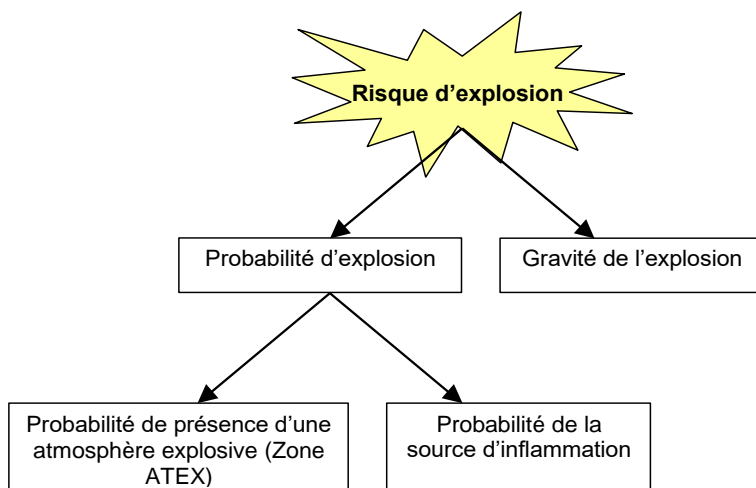 Risque d’explosion
Probabilité d’explosion
Gravité de l’explosion
Probabilité de présence d’une
atmosphère explosive (Zone
ATEX)
Probabilité de la
source d’inflammation